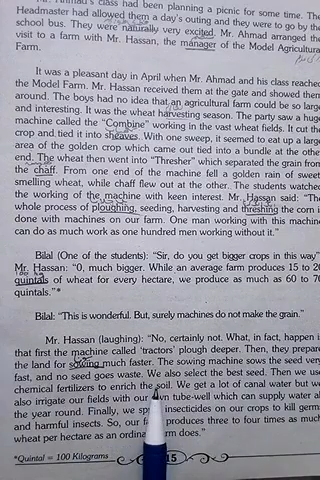 Mr. Ahmad's class had been planning a picnic for some time. The
Headmaster had allowed them a day's outing and they were to go by the
school bus. They were naturally very excited. Mr. Ahmad arranged the
visit to a farm with Mr. Hassan, the manager of the Model Agricultura
Farm.
It was a pleasant day in April when Mr. Ahmad and his class reached
the Model Farm. Mr. Hassan received them at the gate and showed them
around. The boys had no idea that an agricultural farm could be so large
and interesting. It was the wheat harvesting season. The party saw a huge
machine called the "Combine" working in the vast wheat fields. It cut the
crop and tied it into sheaves. With one sweep, it seemed to eat up a large
area of the golden crop which came out tied into a bundle at the other
end. The wheat then went into "Thresher" which separated the grain from
the chaff. From one end of the machine fell a golden rain of sweet
smelling wheat, while chaff flew out at the other. The students watched
the working of the machine with keen interest. Mr. Hassan said: "The
whole process of ploughing, seeding, harvesting and threshing the corn is
done with machines on our farm. One man working with this machine
can do as much work as one hundred men working without it."
Bilal (One of the students): "Sir, do you get bigger crops in this way"
Mr. Hassan: "O, much bigger. While an average farm produces 15 to 20
quintals of wheat for every hectare, we produce as much as 60 to 70
quintals."*
Bilal: "This is wonderful. But, surely machines do not make the grain."
Mr. Hassan (laughing): "No, certainly not. What, in fact, happen is
that first the machine called 'tractors' plough deeper. Then, they prepare
the land for sowing much faster. The sowing machine sows the seed very
fast, and no seed goes waste. We also select the best seed. Then we use
chemical fertilizers to enrich the soil. We get a lot of canal water but we
also irrigate our fields with our tube-well which can supply water al
the year round. Finally, we insecticides on our crops to kill germs
and harmful insects. So, our produces three to four times as much
wheat per hectare as an farm does."
*Quintal = 100 Kilograms
15